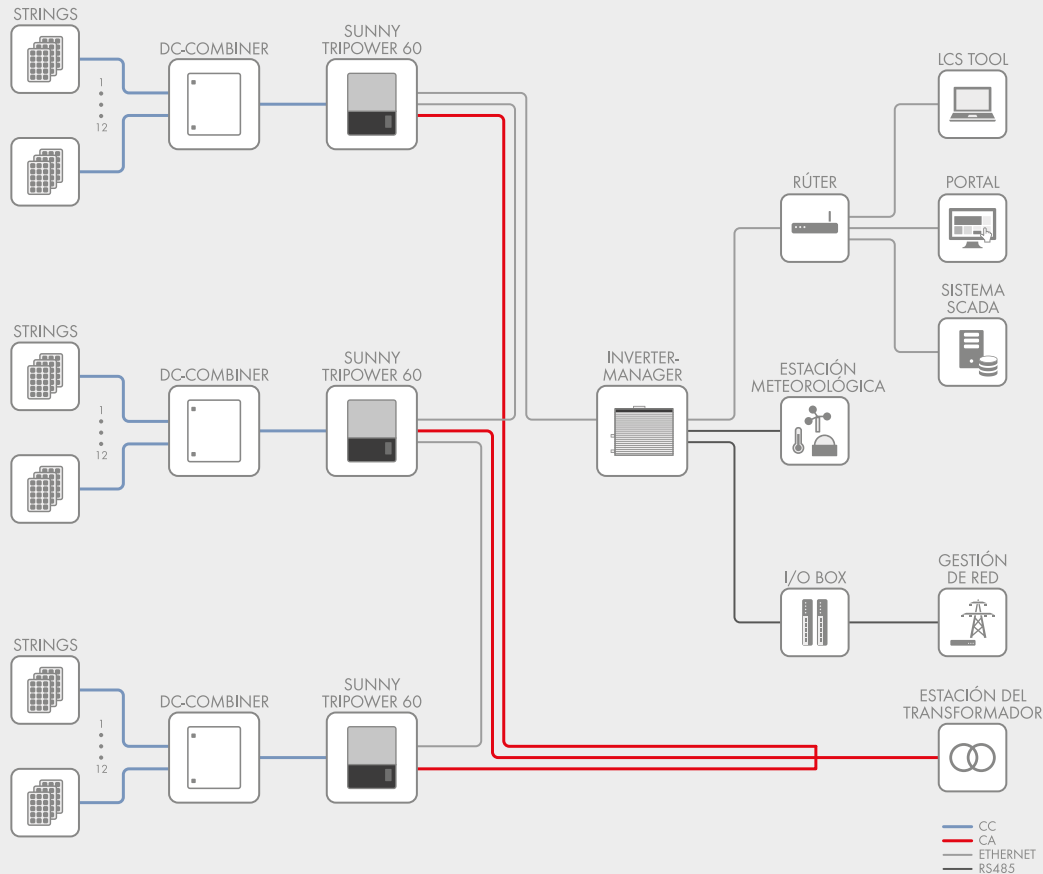 STRINGS
1
12
DC-COMBINER
SUNNY
TRIPOWER 60
STRINGS
1
12
DC-COMBINER
SUNNY
TRIPOWER 60
STRINGS
1
12
DC-COMBINER
SUNNY
TRIPOWER 60
INVERTER-
MANAGER
RÚTER
LCS TOOL
PORTAL
SISTEMA
SCADA
ESTACIÓN
METEOROLÓGICA
I/O BOX
GESTIÓN
DE RED
ESTACIÓN DEL
TRANSFORMADOR
CC
CA
ETHERNET
RS485